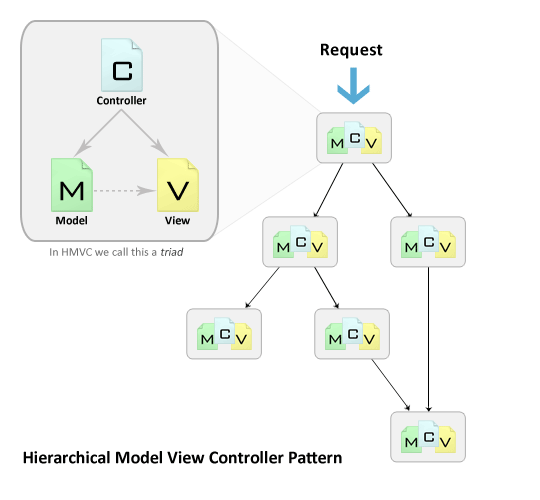 Request
C
Controller
M
V
Model
View
In HMVC we call this a triad
M C V
M C V
M C V
M C V
M C V
M C V
Hierarchical Model View Controller Pattern